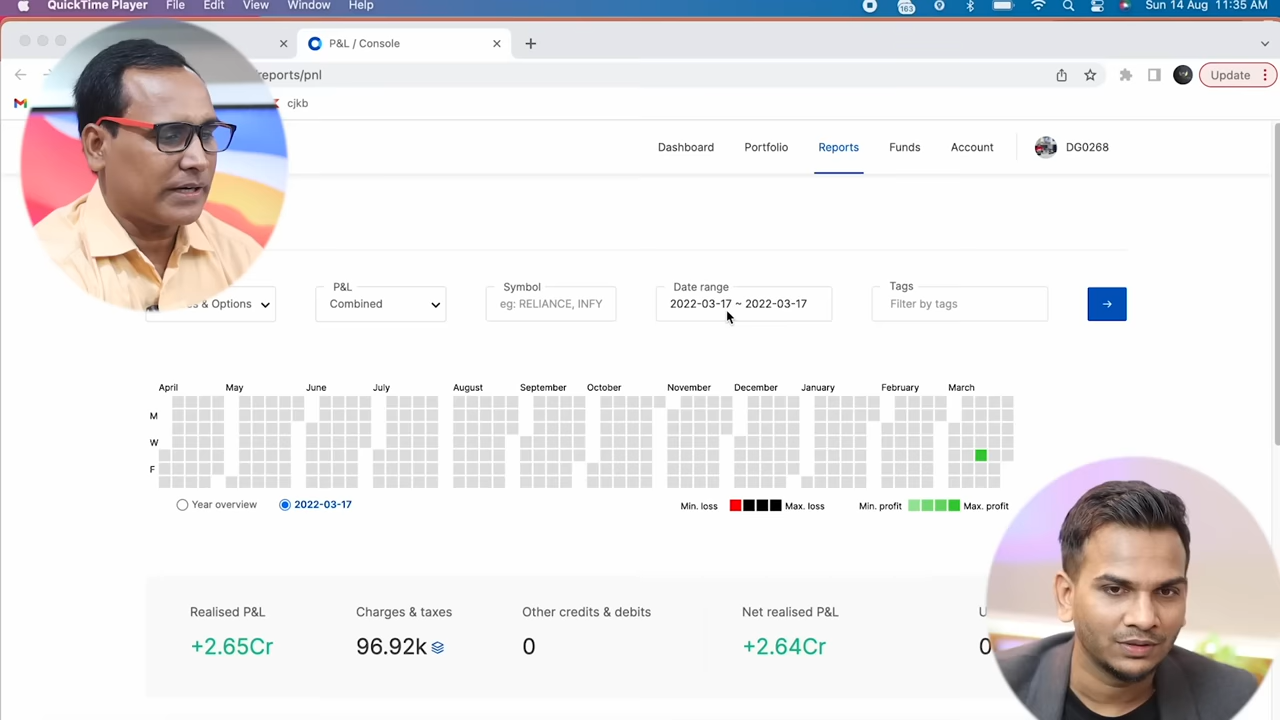 QuickTime Player File Edit View Window Help 163 Sun 14 Aug 11:35 AM
P&L / Console
reports/pnl
Update
cjkb
Dashboard Portfolio Reports Funds Account DG0268
P&L Symbol Date range Tags
s & Options Combined eg: RELIANCE, INFY 2022-03-17 ~ 2022-03-17 Filter by tags
April May June July August September October November December January February March
M
W
F
Year overview 2022-03-17 Min. loss Max. loss Min. profit Max. profit
Realised P&L Charges & taxes Other credits & debits Net realised P&L U
+2.65Cr 96.92k 0 +2.64Cr 0